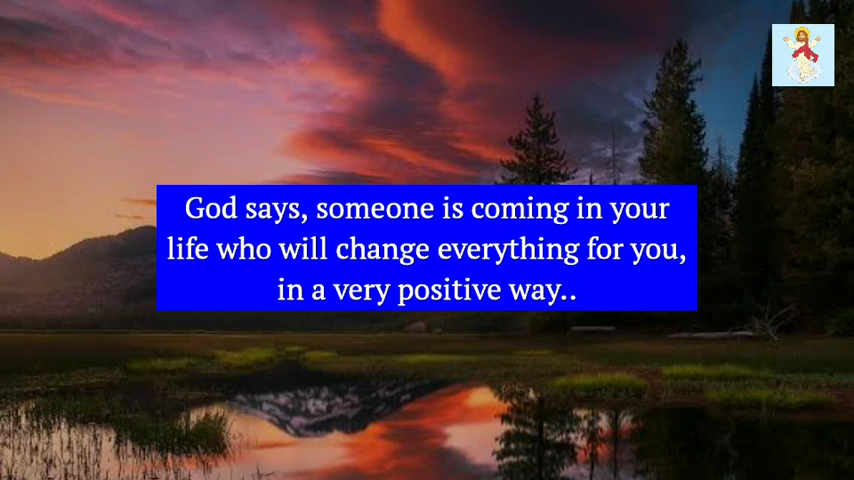 God says, someone is coming in your
life who will change everything for you,
in a very positive way..